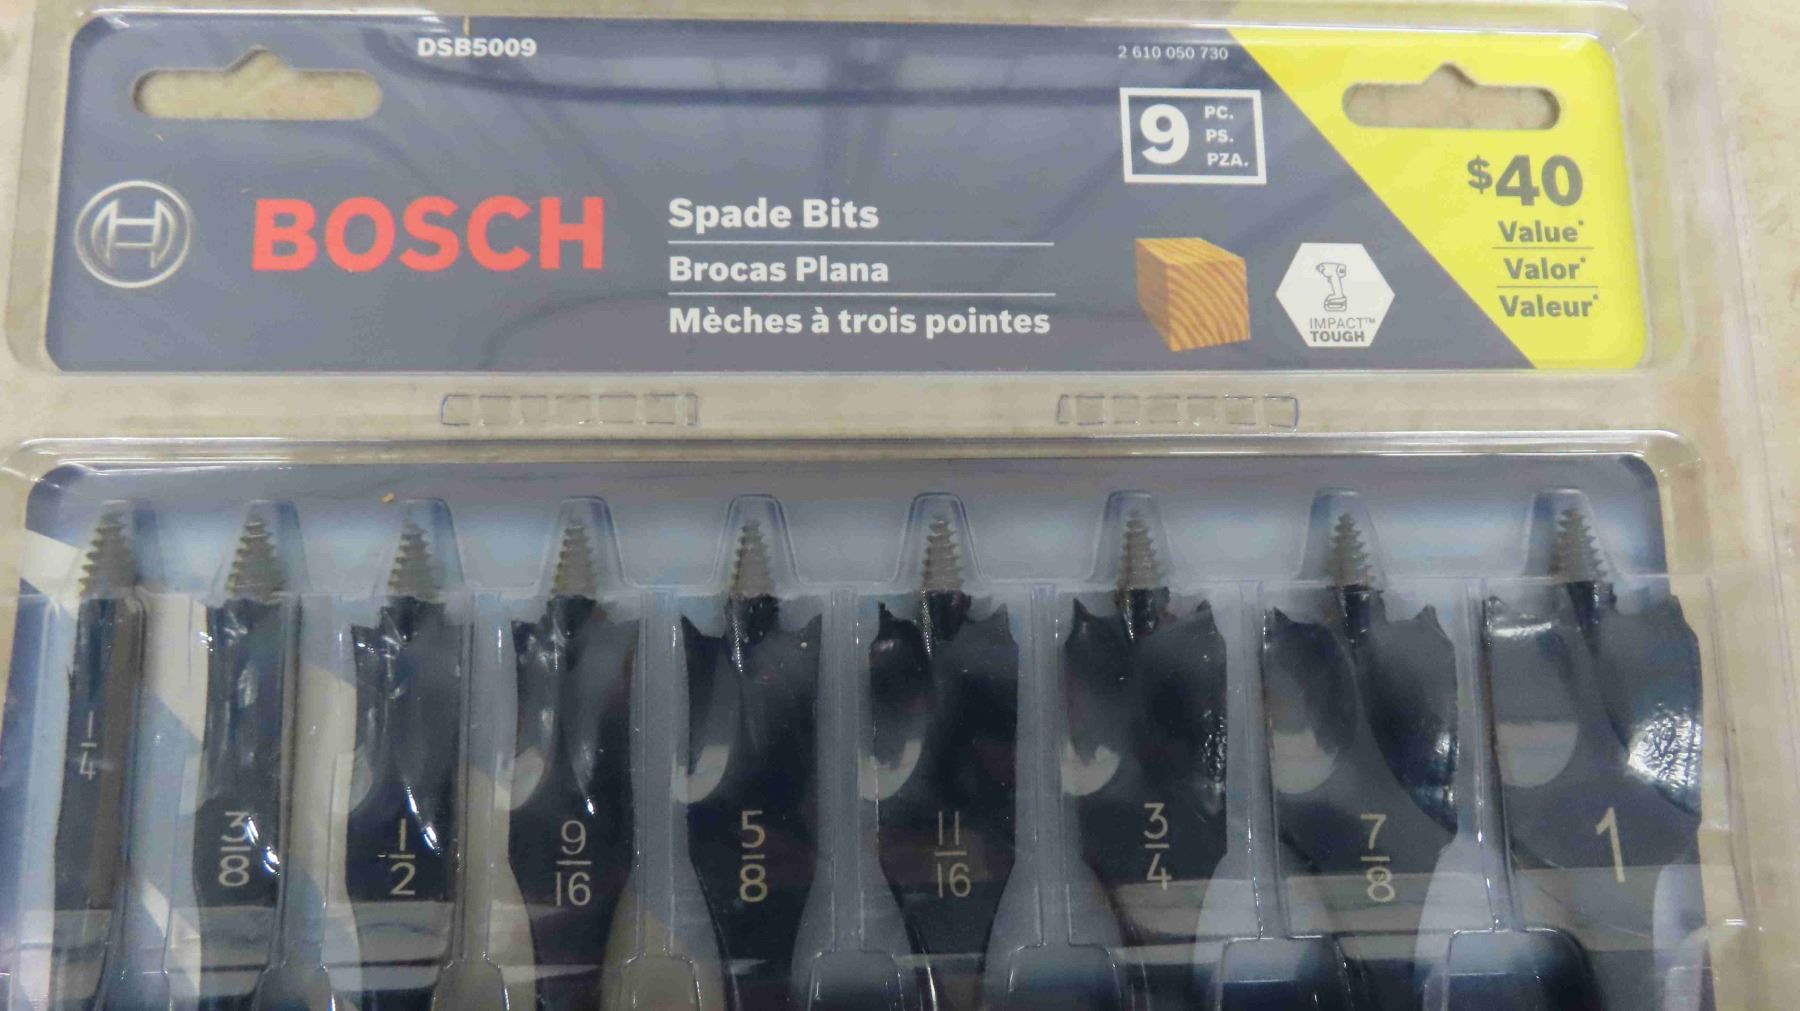 DSB5009
2 610 050 730
BOSCH
Spade Bits
Brocas Plana
Mèches à trois pointes
9 PC.
PS.
PZA.
IMPACT™
TOUGH
$40
Value*
Valor*
Valeur*
1/4
3/8
1/2
9/16
5/8
11/16
3/4
7/8
1